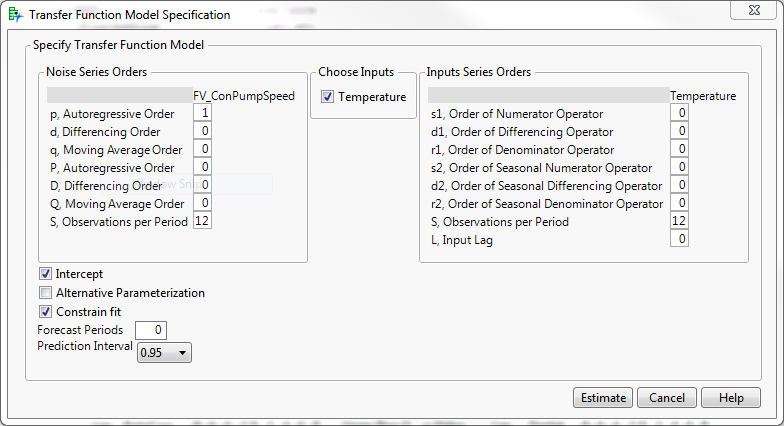 Transfer Function Model Specification
Specify Transfer Function Model
Noise Series Orders
FV_ConPumpSpeed
p, Autoregressive Order 1
d, Differencing Order 0
q, Moving Average Order 0
P, Autoregressive Order 0
D, Differencing Order 0
Q, Moving Average Order 0
S, Observations per Period 12
Choose Inputs
Temperature
Inputs Series Orders
Temperature
s1, Order of Numerator Operator 0
d1, Order of Differencing Operator 0
r1, Order of Denominator Operator 0
s2, Order of Seasonal Numerator Operator 0
d2, Order of Seasonal Differencing Operator 0
r2, Order of Seasonal Denominator Operator 0
S, Observations per Period 12
L, Input Lag 0
Intercept
Alternative Parameterization
Constrain fit
Forecast Periods 0
Prediction Interval 0.95
Estimate Cancel Help